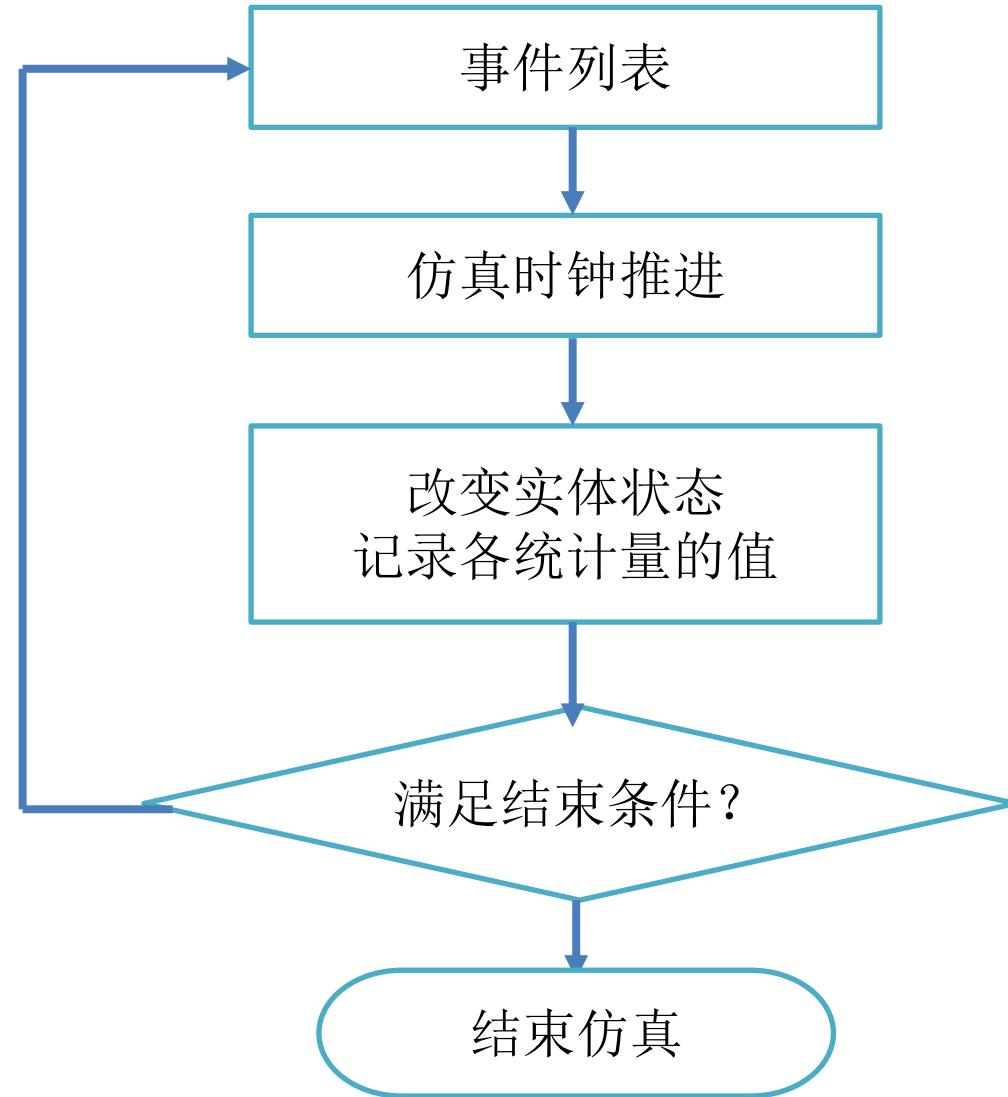 事件列表
仿真时钟推进
改变实体状态
记录各统计量的值
满足结束条件？
结束仿真